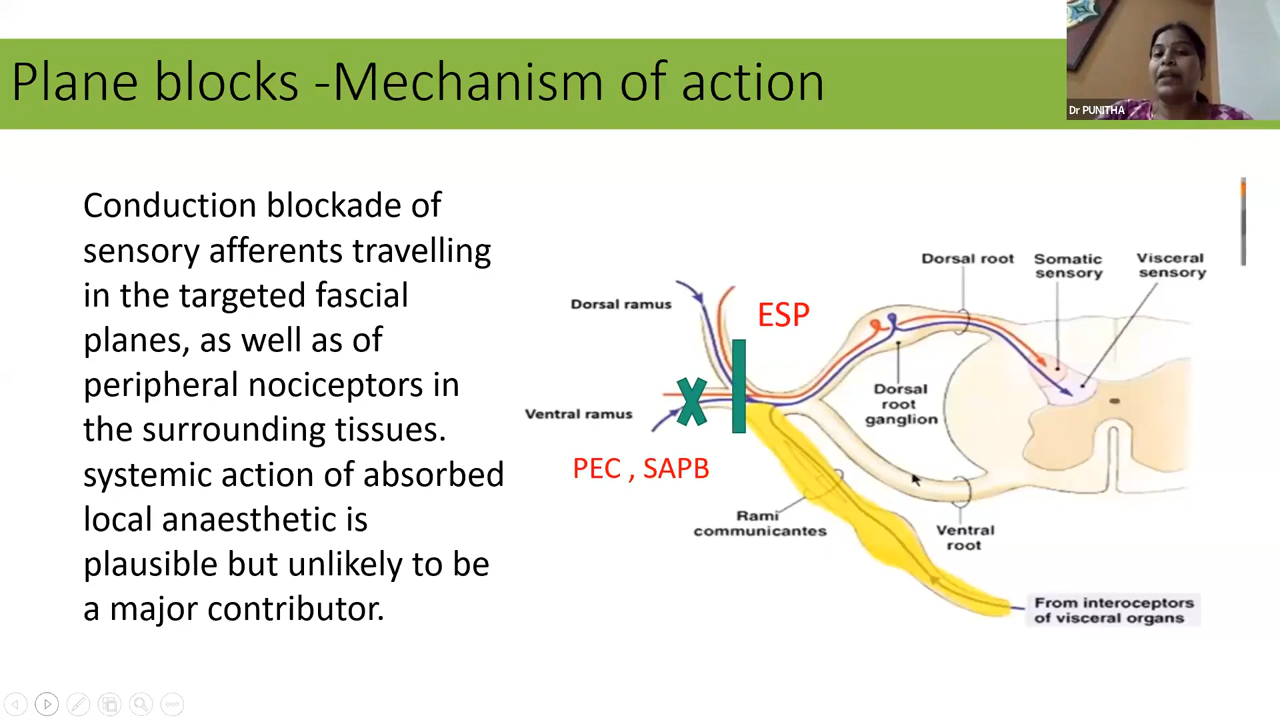 Plane blocks -Mechanism of action
Dr PUNITHA
Conduction blockade of
sensory afferents travelling
in the targeted fascial
planes, as well as of
peripheral nociceptors in
the surrounding tissues.
systemic action of absorbed
local anaesthetic is
plausible but unlikely to be
a major contributor.
Dorsal root
Somatic
sensory
Visceral
sensory
Dorsal ramus
ESP
Ventral ramus
Dorsal
root
ganglion
PEC , SAPB
Rami
communicantes
Ventral
root
From interoceptors
of visceral organs